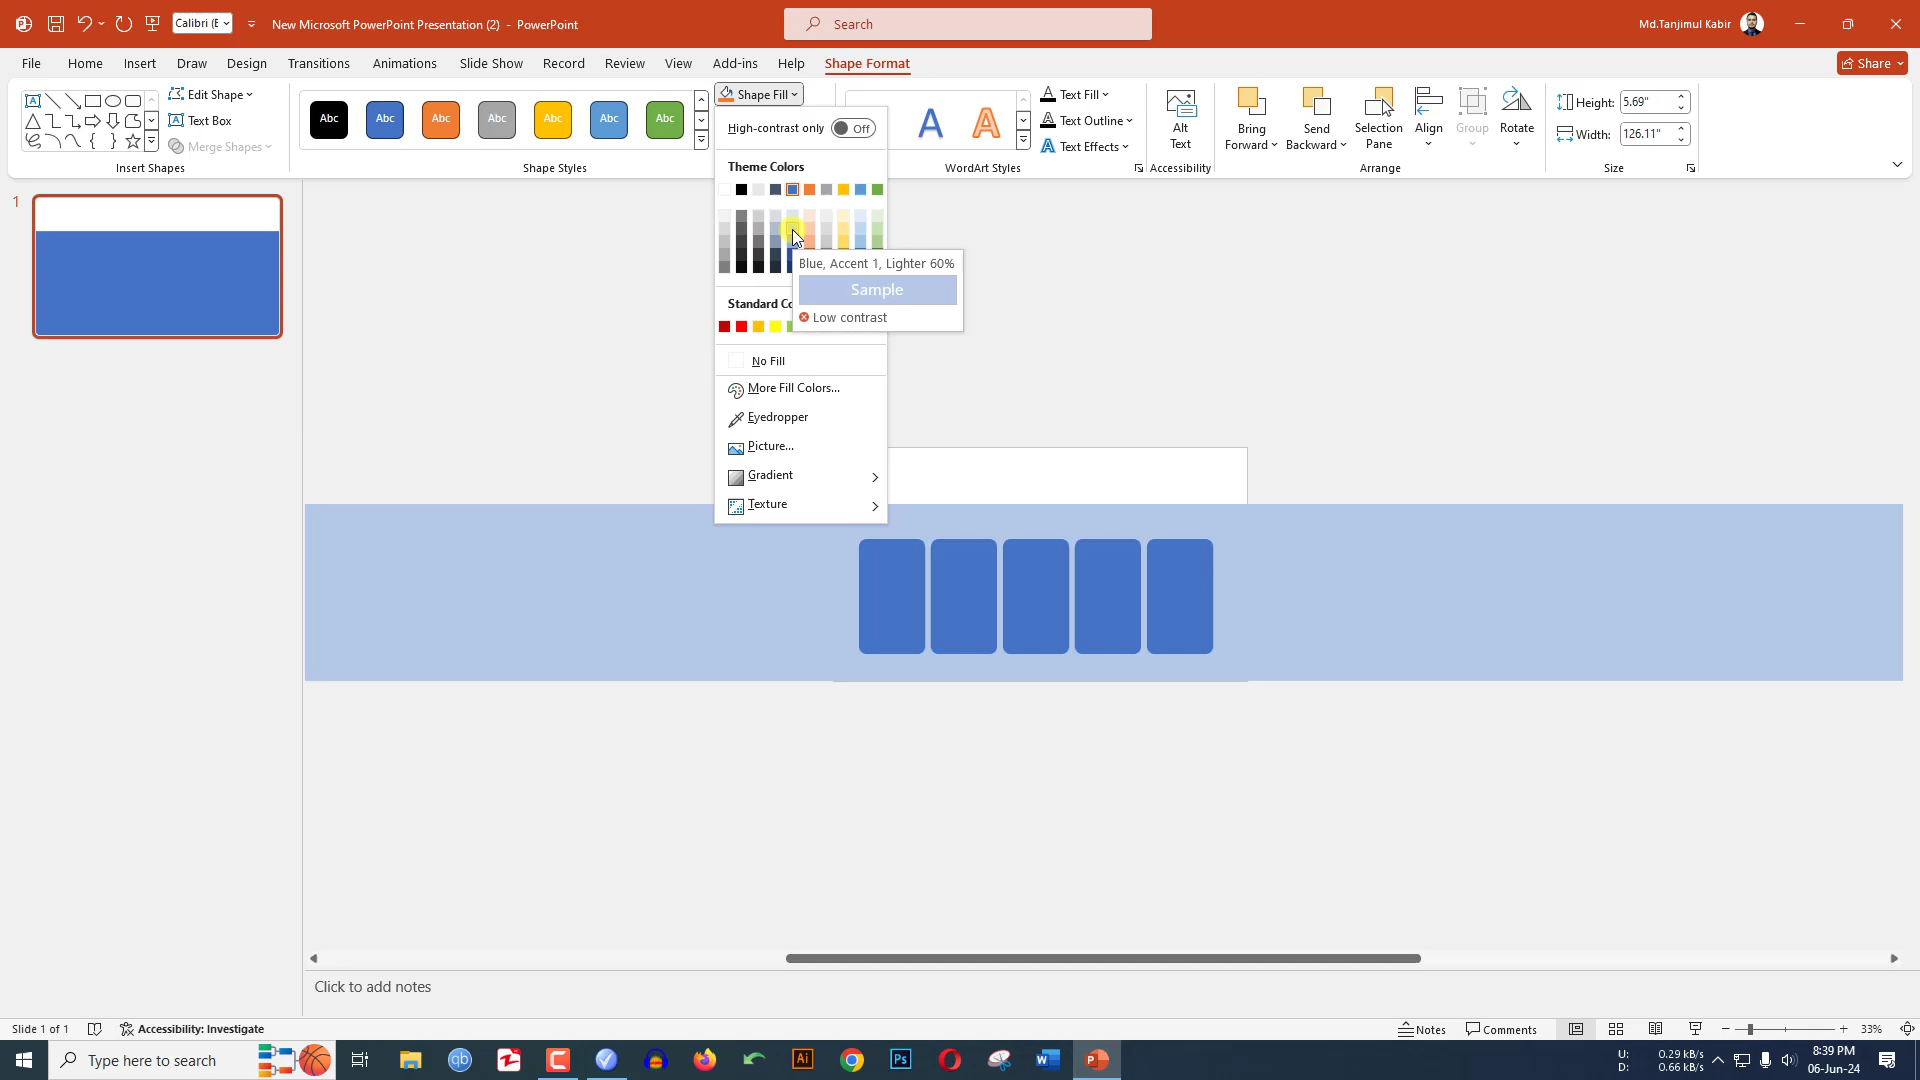 Calibri (E
New Microsoft PowerPoint Presentation (2) - PowerPoint
Search
Md.Tanjimul Kabir
File Home Insert Draw Design Transitions Animations Slide Show Record Review View Add-ins Help Shape Format
Share
Edit Shape
Text Box
Merge Shapes
Insert Shapes
Abc Abc Abc Abc Abc Abc Abc
Shape Styles
Shape Fill
High-contrast only Off
Theme Colors
Blue, Accent 1, Lighter 60%
Sample
Low contrast
Standard Co
No Fill
More Fill Colors...
Eyedropper
Picture...
Gradient
Texture
A A
Text Fill
Text Outline
Text Effects
WordArt Styles
Alt Text
Accessibility
Bring Forward
Send Backward
Selection Pane
Align
Group
Rotate
Arrange
Height: 5.69"
Width: 126.11"
Size
1
Click to add notes
Slide 1 of 1
Accessibility: Investigate
Notes
Comments
33%
Type here to search
qb
Ai
Ps
U: 0.29 kB/s
D: 0.66 kB/s
8:39 PM
06-Jun-24